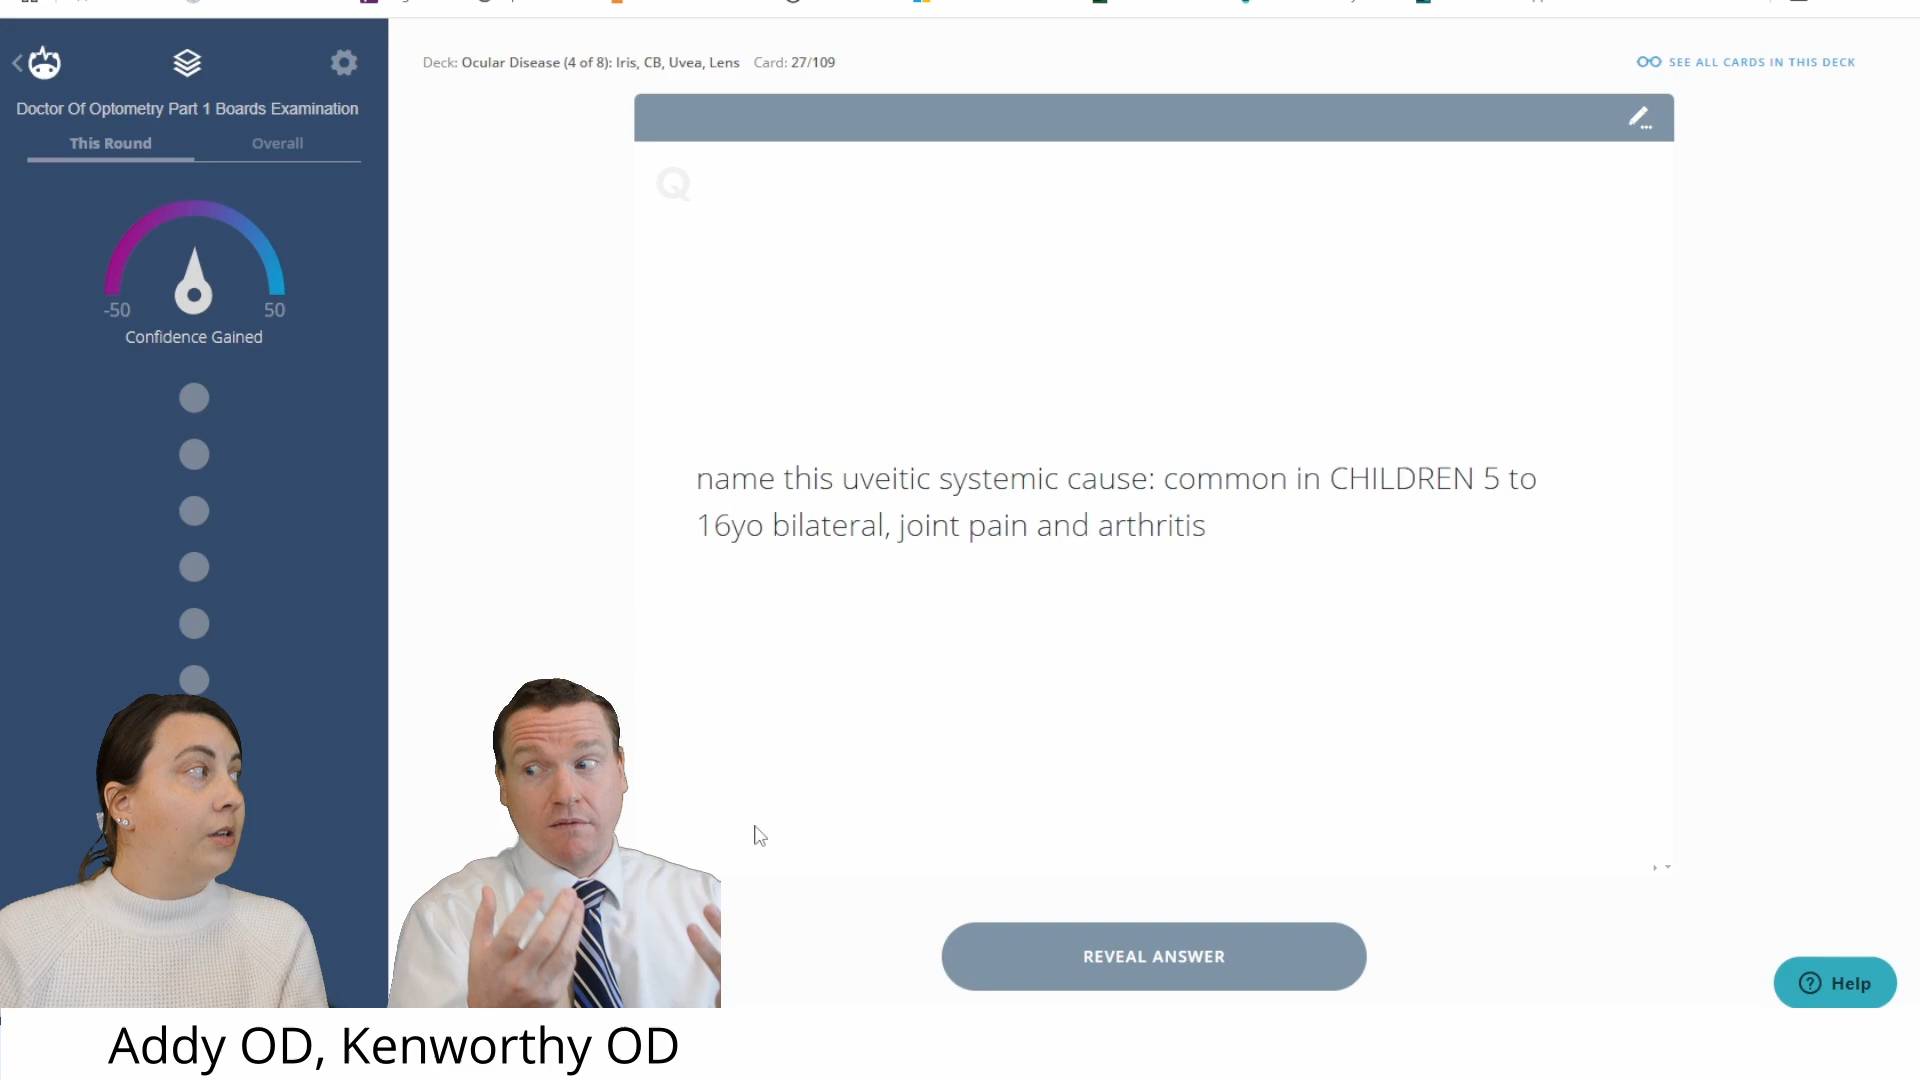 Deck: Ocular Disease (4 of 8): Iris, CB, Uvea, Lens Card: 27/109
SEE ALL CARDS IN THIS DECK
Doctor Of Optometry Part 1 Boards Examination
This Round Overall
-50 50
Confidence Gained
Q
name this uveitic systemic cause: common in CHILDREN 5 to
16yo bilateral, joint pain and arthritis
REVEAL ANSWER
? Help
Addy OD, Kenworthy OD